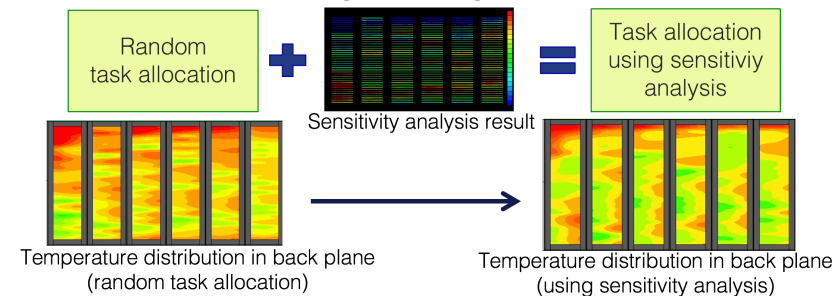 Random
task allocation
Sensitivity analysis result
Task allocation
using sensitiviy
analysis
Temperature distribution in back plane
(random task allocation)
Temperature distribution in back plane
(using sensitivity analysis)